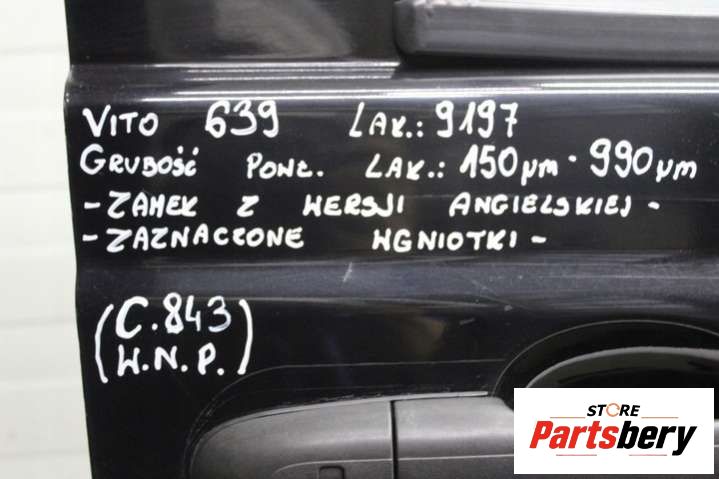 VITO 639 LAK.: 9197
GRUBOŚĆ POWŁ. LAK.: 150µm - 990µm
- ZAMEK Z WERSJI ANGIELSKIEJ -
- ZAZNACZONE WGNIOTKI -
(C.843
W.N.P.)
STORE
Partsbery